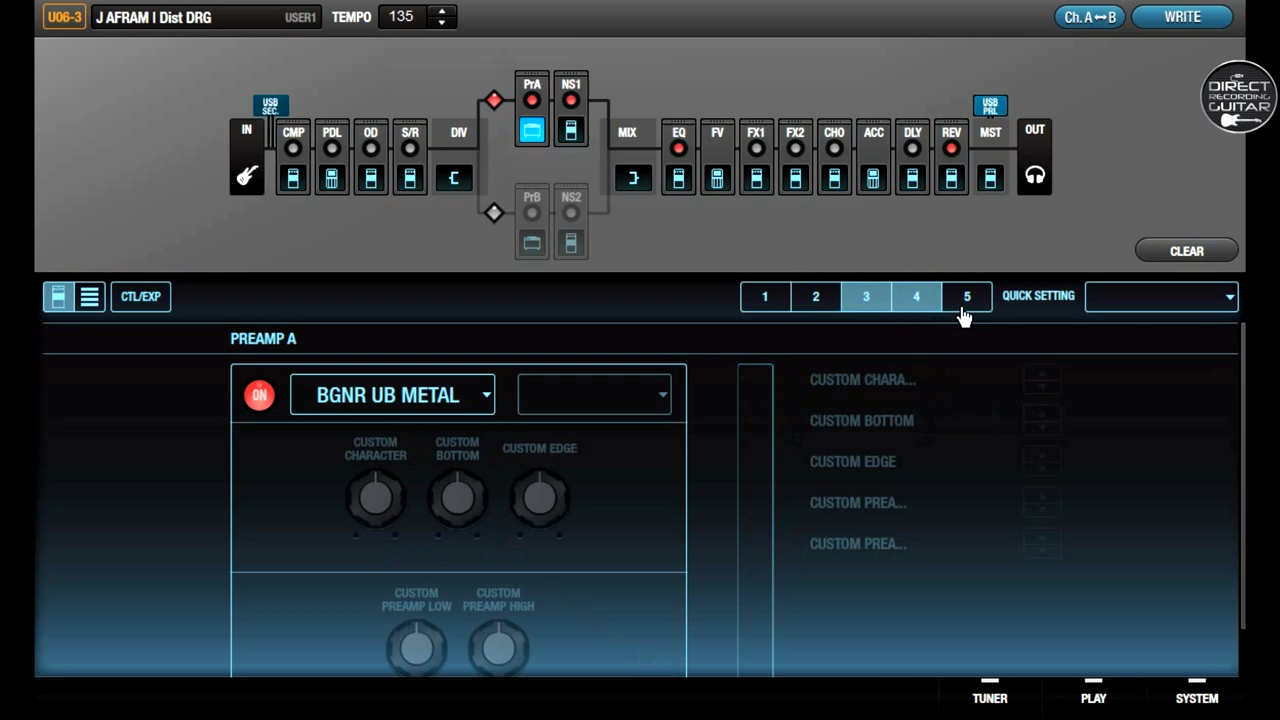 U06-3 J AFRAM l Dist DRG USER1 TEMPO 135 Ch. A B WRITE
DIRECT
RECORDING
GUITAR
USB
SEC.
USB
PRI.
PrA NS1
IN CMP PDL OD S/R DIV MIX EQ FV FX1 FX2 CHO ACC DLY REV MST OUT
PrB NS2
CLEAR
CTL/EXP 1 2 3 4 5 QUICK SETTING
PREAMP A
ON BGNR UB METAL
CUSTOM
CHARACTER
CUSTOM
BOTTOM
CUSTOM EDGE
CUSTOM
PREAMP LOW
CUSTOM
PREAMP HIGH
CUSTOM CHARA...
CUSTOM BOTTOM
CUSTOM EDGE
CUSTOM PREA...
CUSTOM PREA...
TUNER PLAY SYSTEM